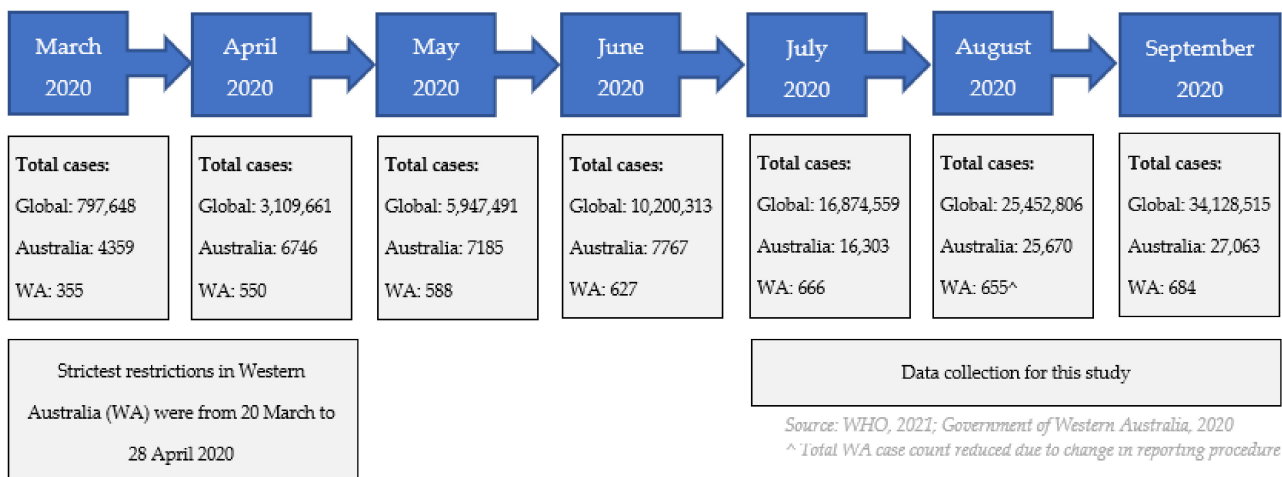 March
2020
April
2020
May
2020
June
2020
July
2020
August
2020
September
2020
Total cases:
Global: 797,648
Australia: 4359
WA: 355
Total cases:
Global: 3,109,661
Australia: 6746
WA: 550
Total cases:
Global: 5,947,491
Australia: 7185
WA: 588
Total cases:
Global: 10,200,313
Australia: 7767
WA: 627
Total cases:
Global: 16,874,559
Australia: 16,303
WA: 666
Total cases:
Global: 25,452,806
Australia: 25,670
WA: 655^
Total cases:
Global: 34,128,515
Australia: 27,063
WA: 684
Strictest restrictions in Western
Australia (WA) were from 20 March to
28 April 2020
Data collection for this study
Source: WHO, 2021; Government of Western Australia, 2020
^ Total WA case count reduced due to change in reporting procedure